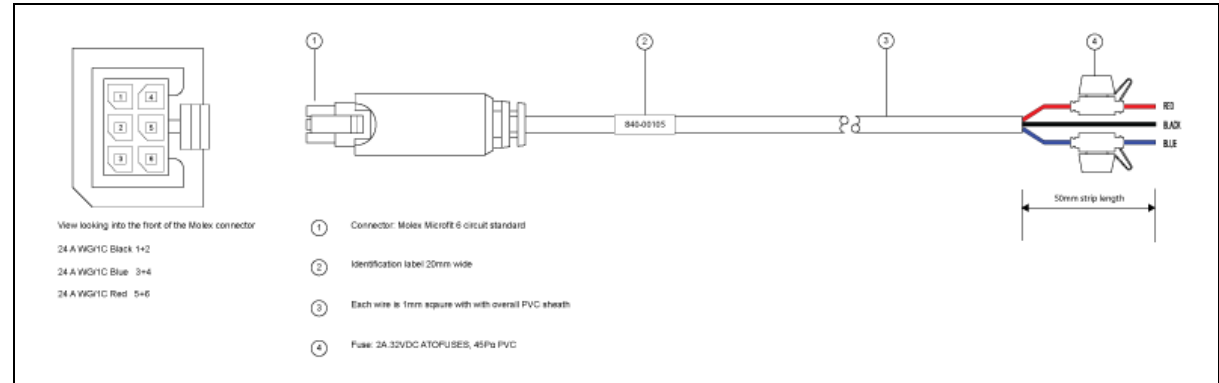 1 2 3 4
1 4
2 5
3 6
840-00105
RED
BLACK
BLUE
50mm strip length
View looking into the front of the Molex connector
24 A WG/1C Black 1+2
24 A WG/1C Blue 3+4
24 A WG/1C Red 5+6
1 Connector: Molex Microfit 6 circuit standard
2 Identification label 20mm wide
3 Each wire is 1mm sqsure with with overall PVC sheath
4 Fuse: 2A.32VDC ATOFUSES, 45Pα PVC